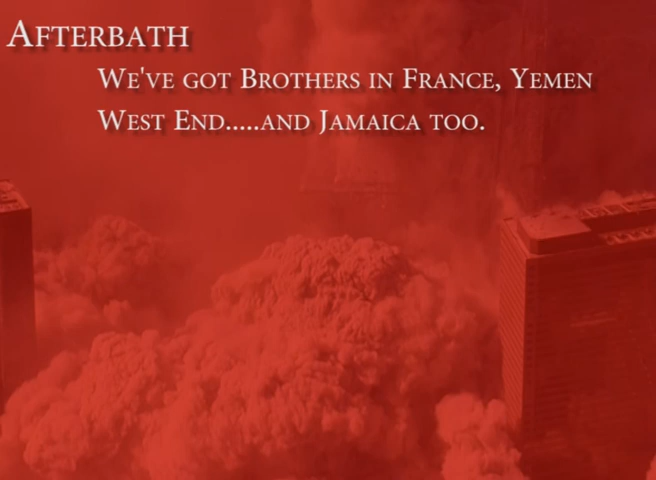 Afterbath
We've got Brothers in France, Yemen
West End.....and Jamaica too.